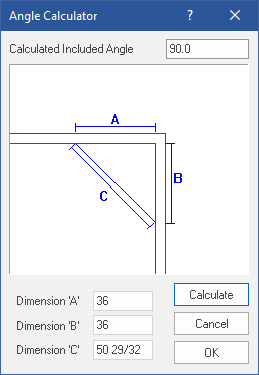 Angle Calculator ? ×
Calculated Included Angle 90.0
A
B
C
Dimension 'A' 36
Dimension 'B' 36
Dimension 'C' 50 29/32
Calculate
Cancel
OK